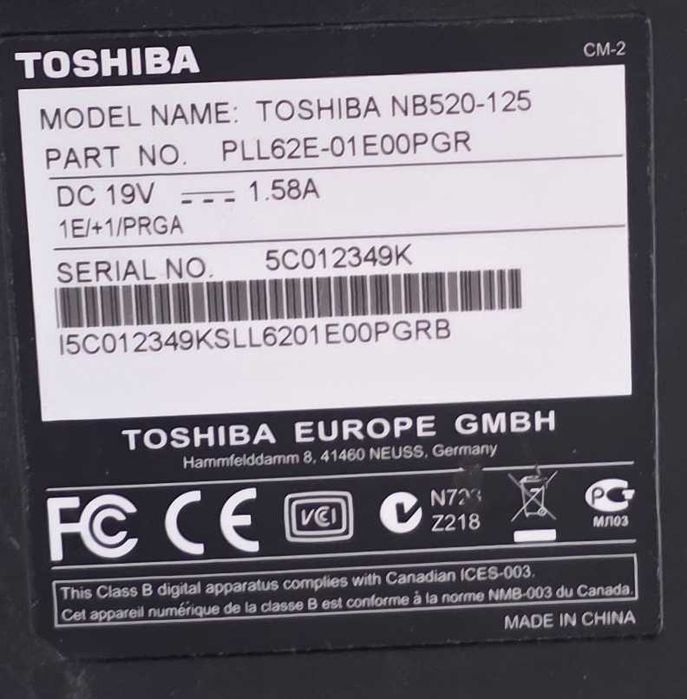 TOSHIBA CM-2
MODEL NAME: TOSHIBA NB520-125
PART NO. PLL62E-01E00PGR
DC 19V 1.58A
1E/+1/PRGA
SERIAL NO. 5C012349K
I5C012349KSLL6201E00PGRB
TOSHIBA EUROPE GMBH
Hammfelddamm 8, 41460 NEUSS, Germany
FC CE VCI
Z218
МЛ03
This Class B digital apparatus complies with Canadian ICES-003.
Cet appareil numérique de la classe B est conforme à la norme NMB-003 du Canada.
MADE IN CHINA